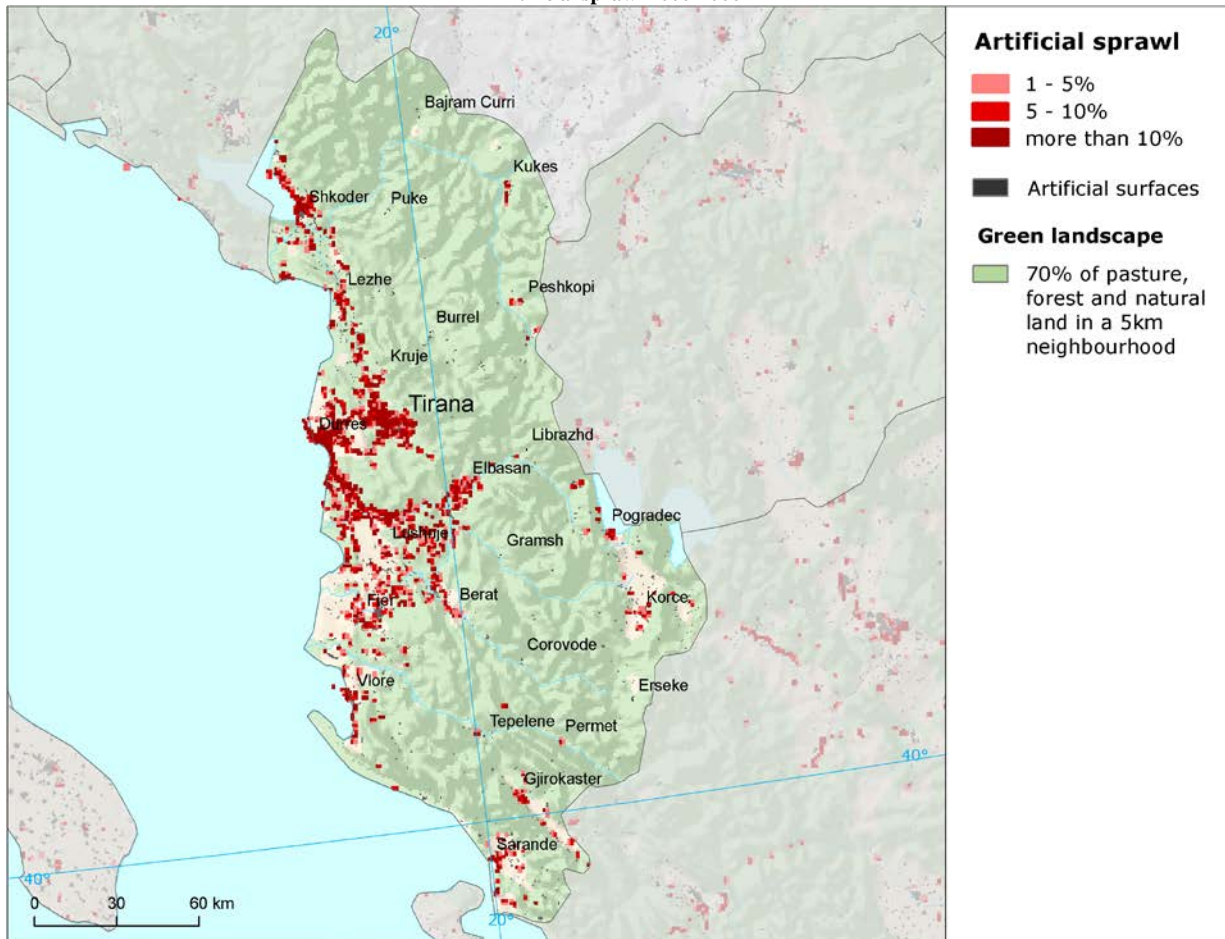 20°
Bajram Curri
Kukes
Shkoder
Puke
Lezhe
Peshkopi
Burrel
Kruje
Tirana
Durres
Librazhd
Elbasan
Pogradec
Lushnje
Gramsh
Fier
Berat
Korce
Corovode
Vlore
Erseke
Tepelene
Permet
40°
Gjirokaster
Sarande
40°
0 30 60 km
20°
Artificial sprawl
1 - 5%
5 - 10%
more than 10%
Artificial surfaces
Green landscape
70% of pasture,
forest and natural
land in a 5km
neighbourhood